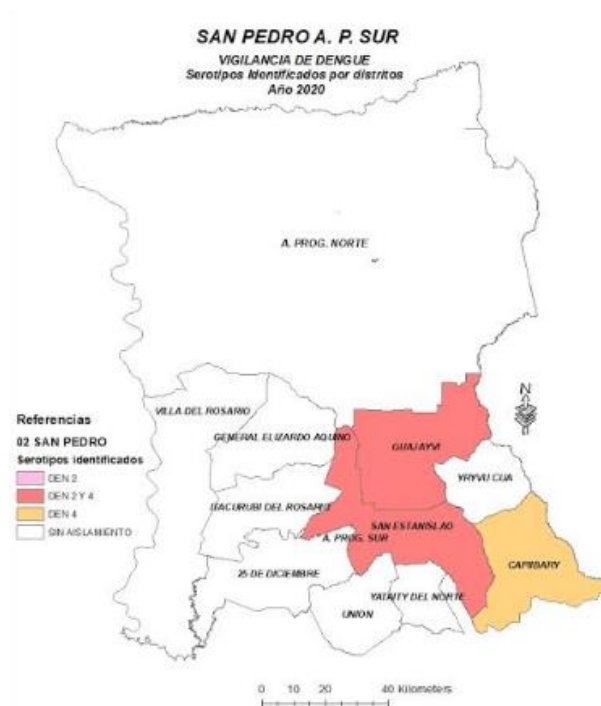 SAN PEDRO A. P. SUR
VIGILANCIA DE DENGUE
Serotipos Identificados por distritos
Año 2020
A. PROG. NORTE
VILLA DEL ROSARIO
GENERAL ELIZARDO AQUINO
GUAJAYVI
N
YRYVU CUA
ITACURUBI DEL ROSARIO
SAN ESTANISLAO
A. PROG. SUR
CAPIIBARY
25 DE DICIEMBRE
YATAITY DEL NORTE
UNION
Referencias
02 SAN PEDRO
Serotipos identificados
DEN 2
DEN 2 Y 4
DEN 4
SIN AISLAMIENTO
0 10 20 40 Kilometers